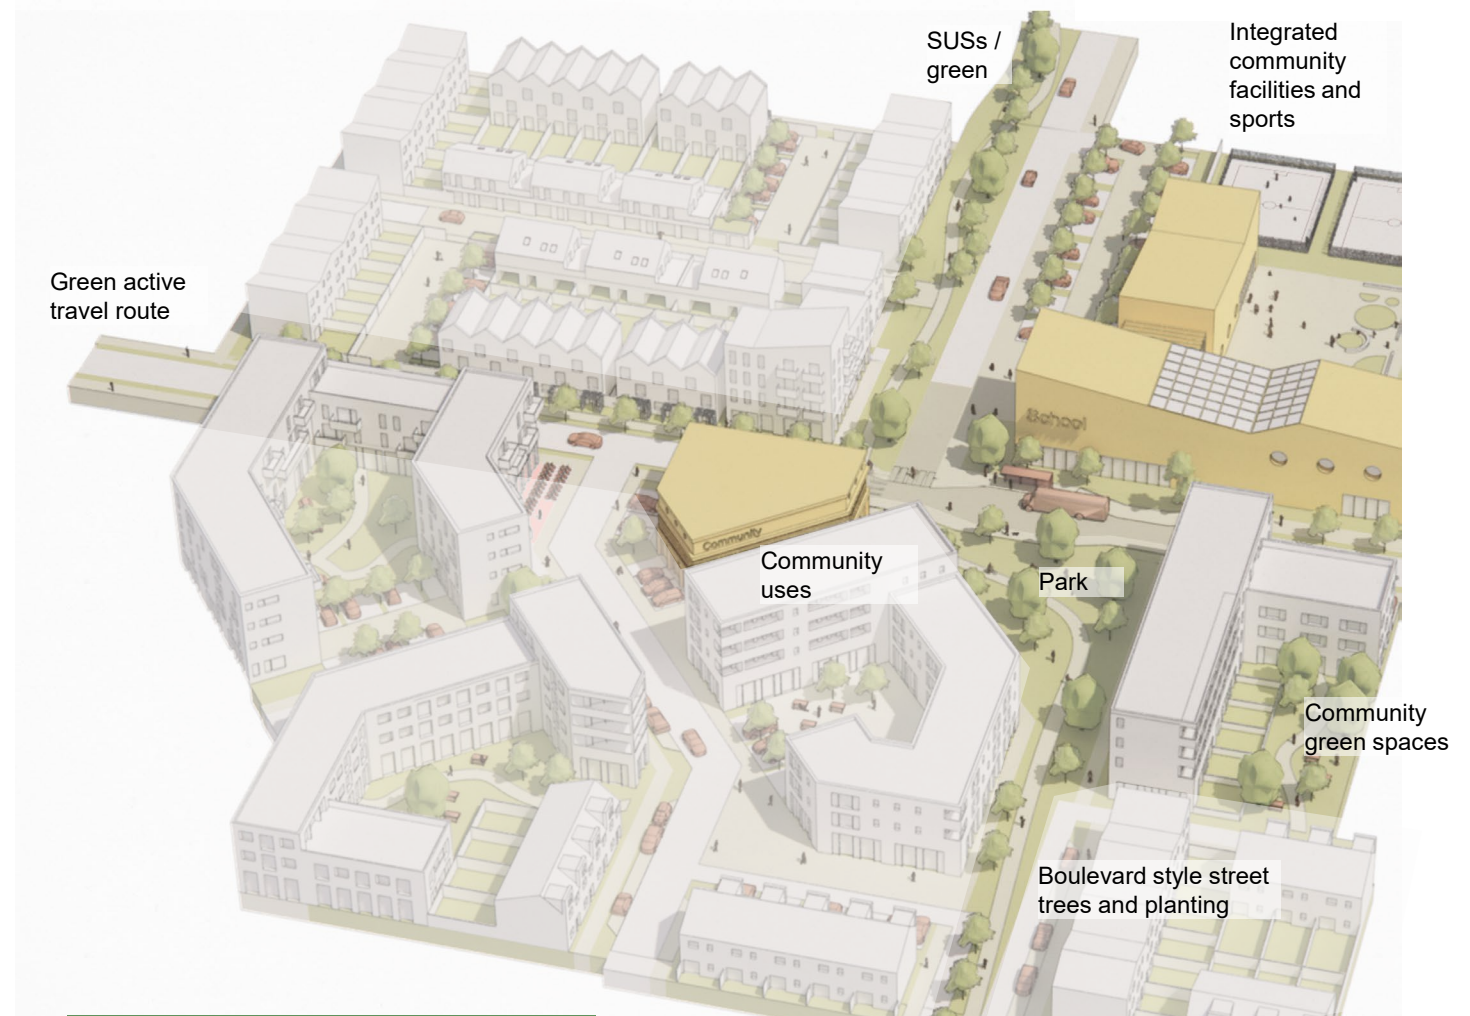 SUSs /
green
Integrated
community
facilities and
sports
Green active
travel route
School
Community
Community
uses
Park
Community
green spaces
Boulevard style street
trees and planting